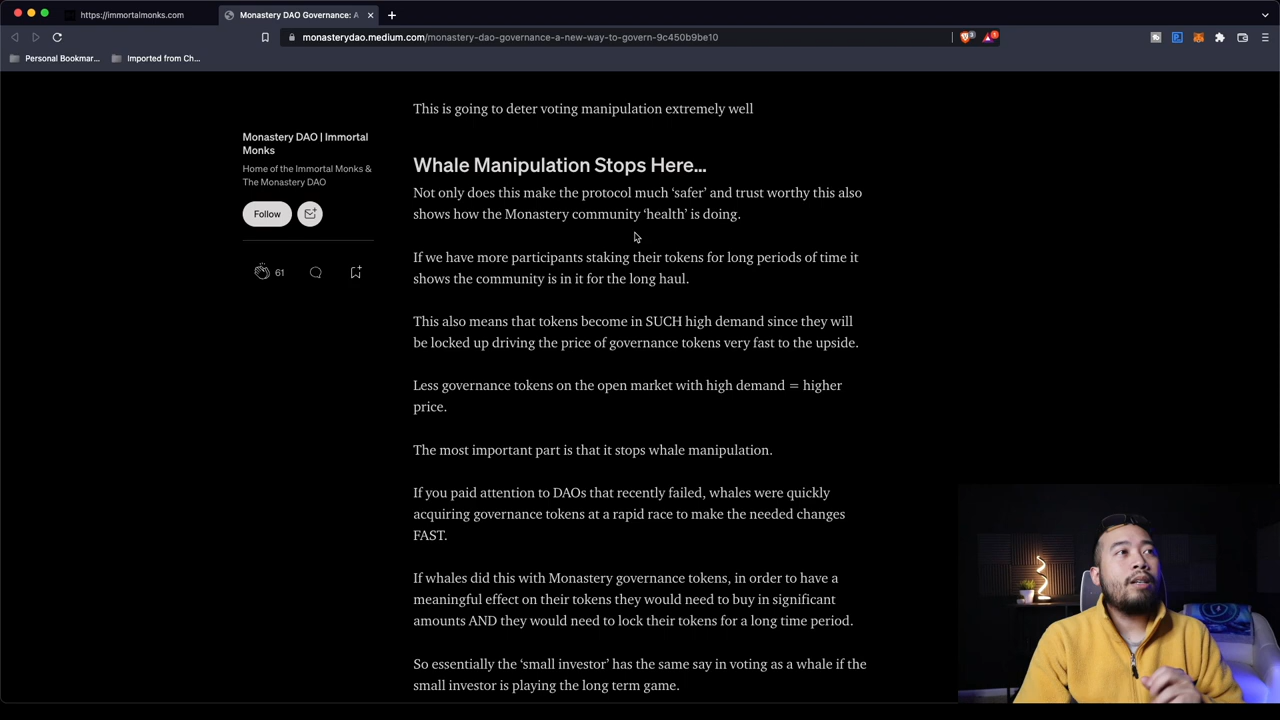 https://immortalmonks.com
Monastery DAO Governance: A
monasterydao.medium.com/monastery-dao-governance-a-new-way-to-govern-9c450b9be10
3
1
Personal Bookmar...
Imported from Ch...
This is going to deter voting manipulation extremely well
Monastery DAO | Immortal
Monks
Home of the Immortal Monks &
The Monastery DAO
Follow
61
Whale Manipulation Stops Here...
Not only does this make the protocol much ‘safer’ and trust worthy this also
shows how the Monastery community ‘health’ is doing.
If we have more participants staking their tokens for long periods of time it
shows the community is in it for the long haul.
This also means that tokens become in SUCH high demand since they will
be locked up driving the price of governance tokens very fast to the upside.
Less governance tokens on the open market with high demand = higher
price.
The most important part is that it stops whale manipulation.
If you paid attention to DAOs that recently failed, whales were quickly
acquiring governance tokens at a rapid race to make the needed changes
FAST.
If whales did this with Monastery governance tokens, in order to have a
meaningful effect on their tokens they would need to buy in significant
amounts AND they would need to lock their tokens for a long time period.
So essentially the ‘small investor’ has the same say in voting as a whale if the
small investor is playing the long term game.